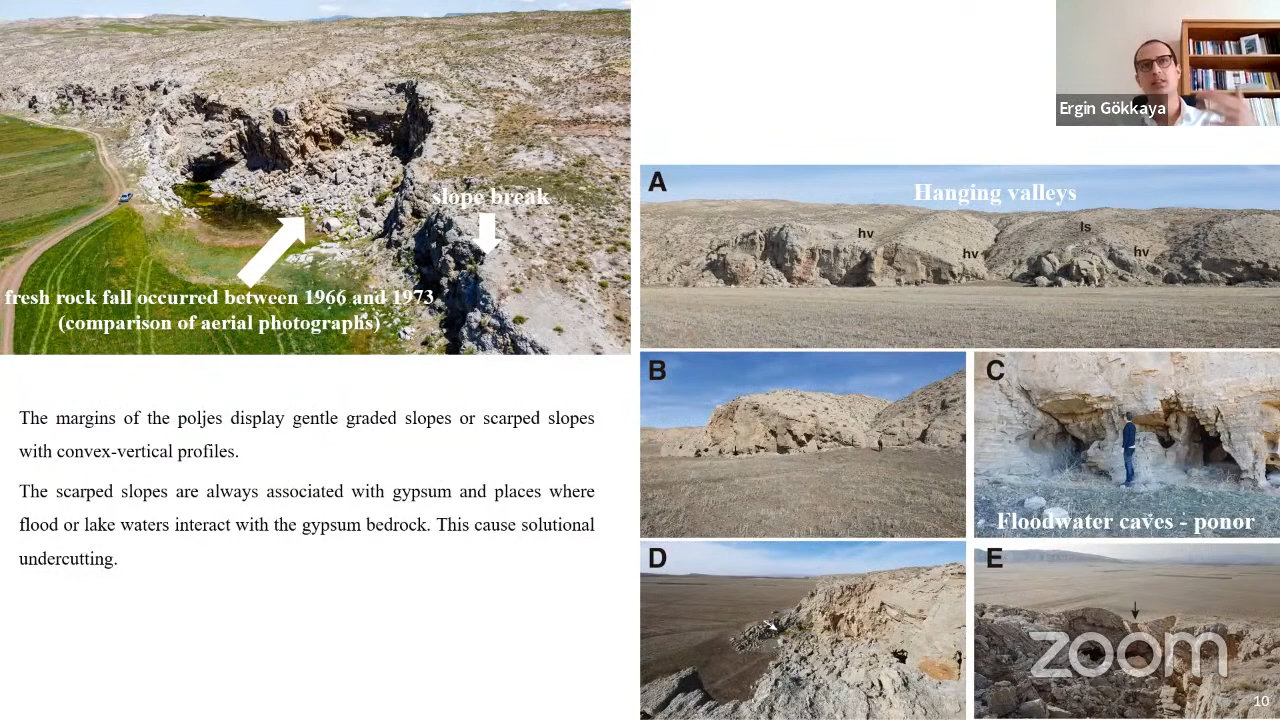 Ergin Gökkaya
slope break
fresh rock fall occurred between 1966 and 1973
(comparison of aerial photographs)
The margins of the poljes display gentle graded slopes or scarped slopes
with convex-vertical profiles.
The scarped slopes are always associated with gypsum and places where
flood or lake waters interact with the gypsum bedrock. This cause solutional
undercutting.
A
Hanging valleys
hv
ls
hv
hv
B
C
Floodwater caves - ponor
D
E
zoom
10